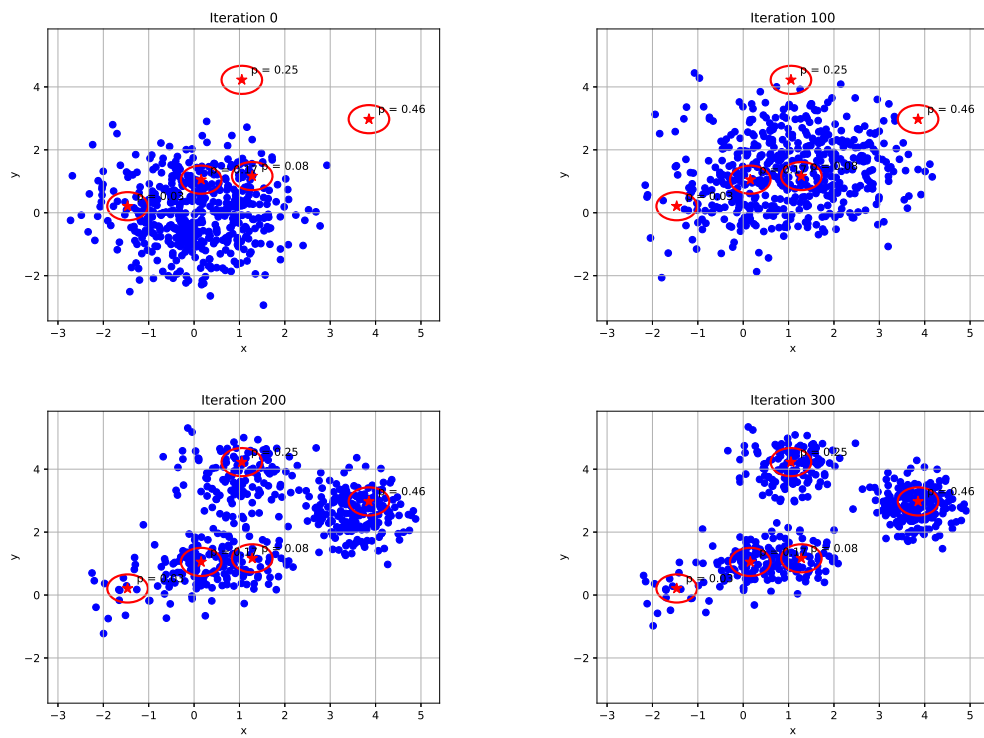 Iteration 0
p = 0.25
p = 0.46
p = 0.08
4
2
0
−2
y
−3 −2 −1 0 1 2 3 4 5
x
Iteration 100
p = 0.25
p = 0.46
4
2
0
−2
y
−3 −2 −1 0 1 2 3 4 5
x
Iteration 200
p = 0.25
p = 0.46
p = 0.08
4
2
0
−2
y
−3 −2 −1 0 1 2 3 4 5
x
Iteration 300
p = 0.25
p = 0.46
p = 0.08
4
2
0
−2
y
−3 −2 −1 0 1 2 3 4 5
x